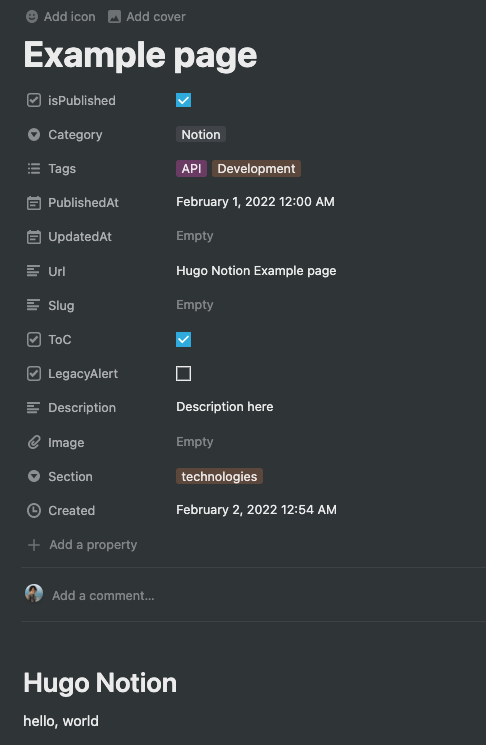 Add icon Add cover
Example page
isPublished
Category Notion
Tags API Development
PublishedAt February 1, 2022 12:00 AM
UpdatedAt Empty
Url Hugo Notion Example page
Slug Empty
ToC
LegacyAlert
Description Description here
Image Empty
Section technologies
Created February 2, 2022 12:54 AM
Add a property
Add a comment...
Hugo Notion
hello, world